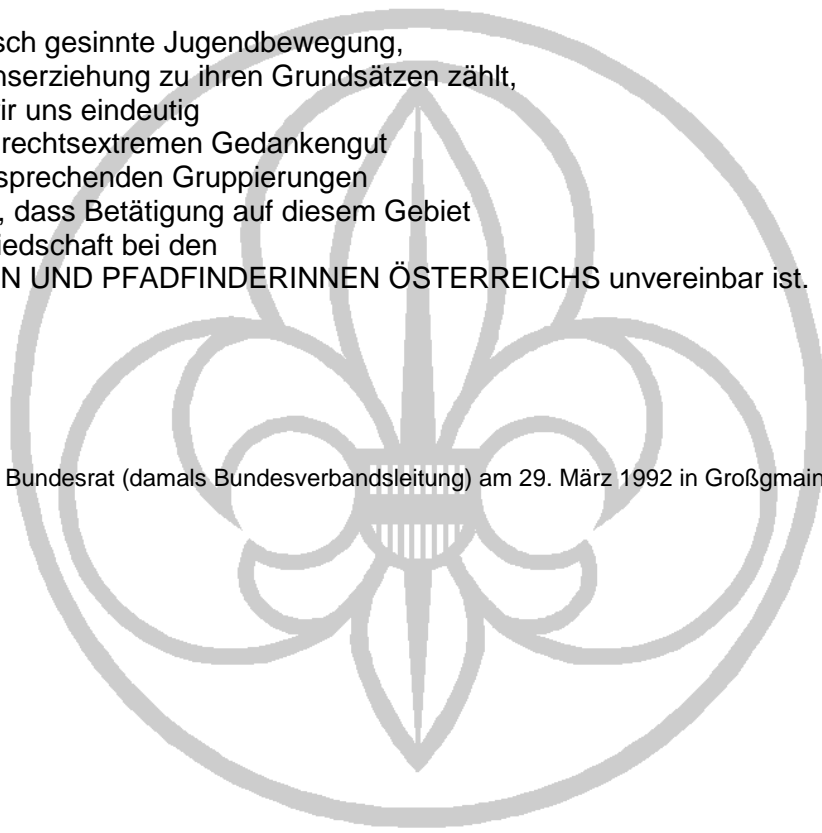 sch gesinnte Jugendbewegung,
nserziehung zu ihren Grundsätzen zählt,
vir uns eindeutig
rechtsextremen Gedankengut
sprechenden Gruppierungen
, dass Betätigung auf diesem Gebiet
iedschaft bei den
N UND PFADFINDERINNEN ÖSTERREICHS unvereinbar ist.
Bundesrat (damals Bundesverbandsleitung) am 29. März 1992 in Großgmain